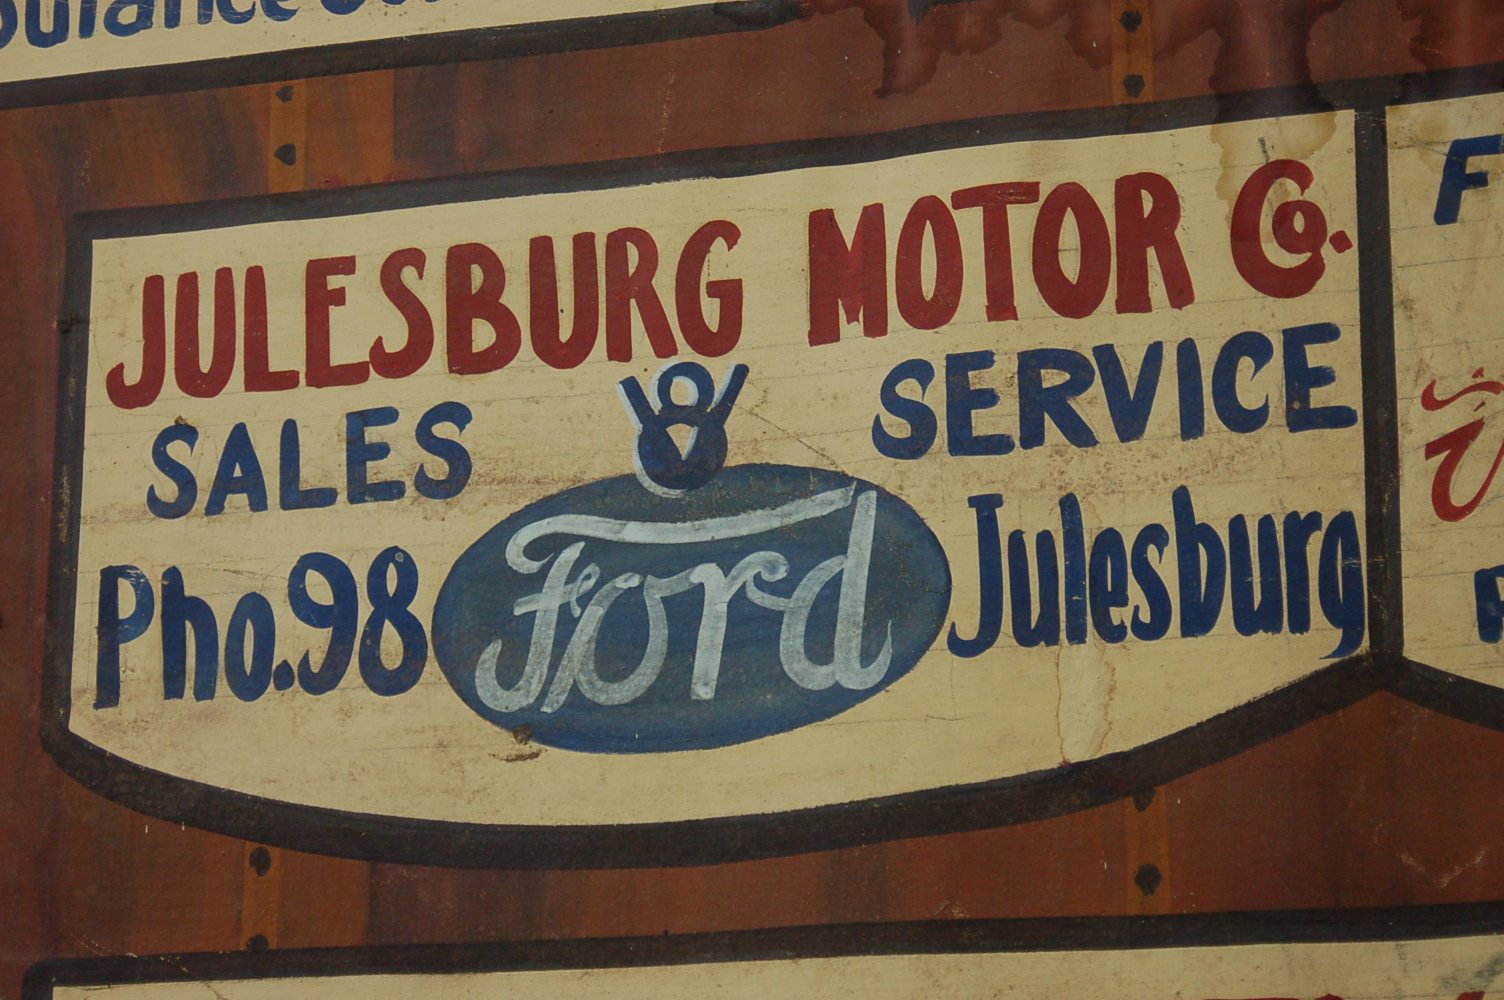 JULESBURG MOTOR Co.
SALES V8 SERVICE
Pho.98 Ford Julesburg